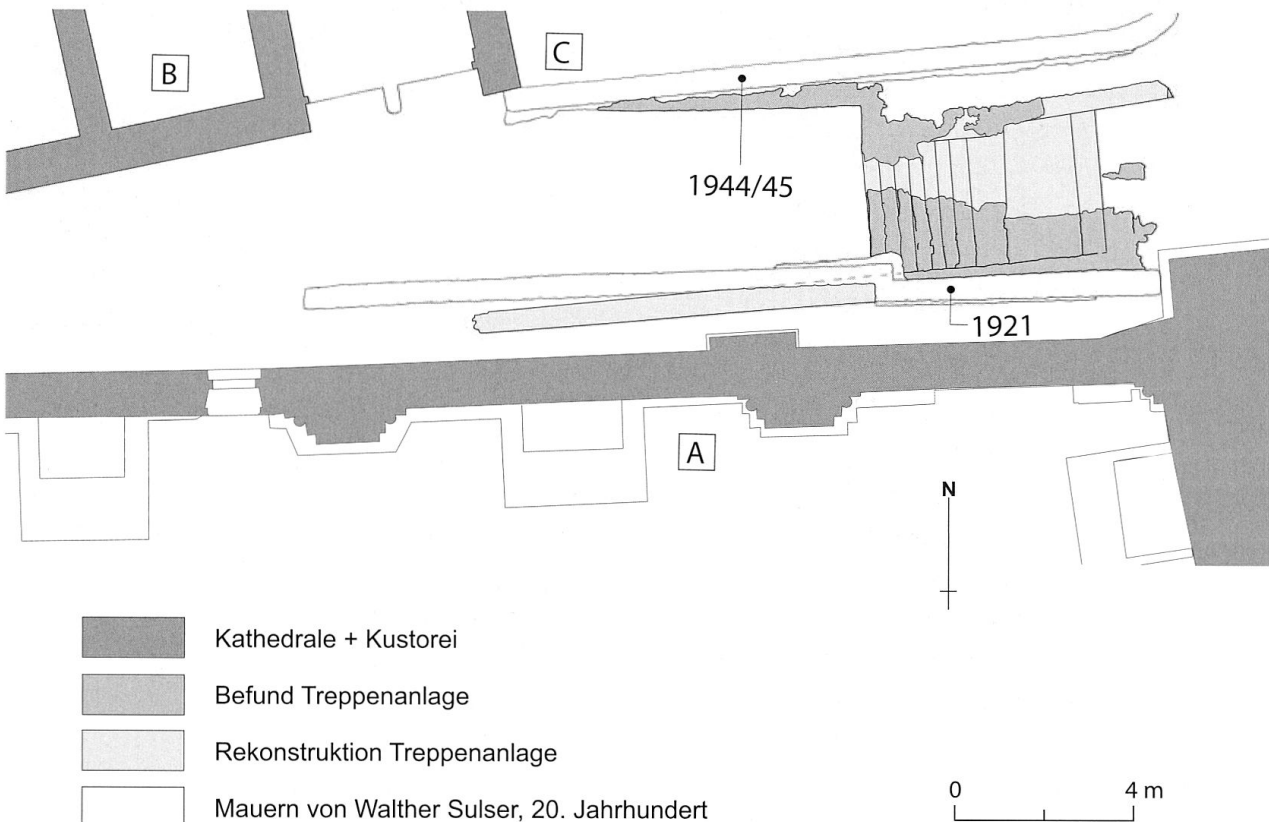 B
C
1944/45
1921
A
N
Kathedrale + Kustorei
Befund Treppenanlage
Rekonstruktion Treppenanlage
Mauern von Walther Sulser, 20. Jahrhundert
0 4 m